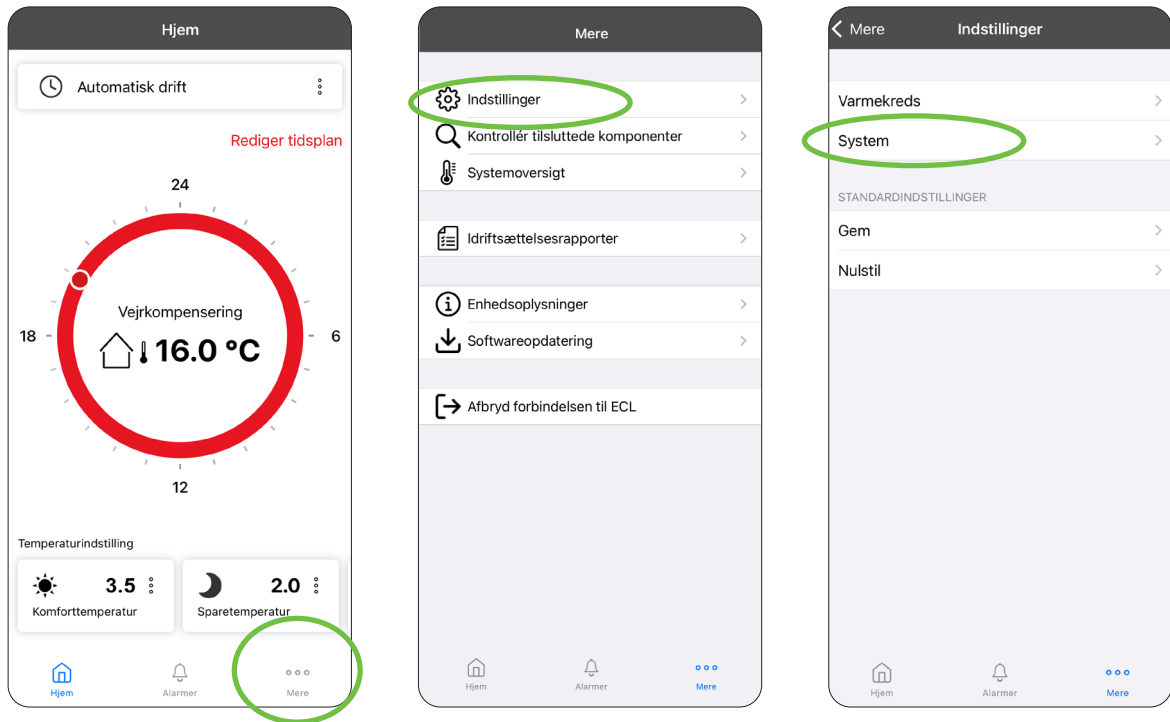 Hjem
Automatisk drift
Rediger tidsplan
24
18
6
12
Vejrkompensering
16.0 °C
Temperaturindstilling
3.5
Komforttemperatur
2.0
Sparetemperatur
Hjem
Alarmer
Mere
Mere
Indstillinger
Kontrollér tilsluttede komponenter
Systemoversigt
Idriftsættelsesrapporter
Enhedsoplysninger
Softwareopdatering
Afbryd forbindelsen til ECL
Hjem
Alarmer
Mere
Mere
Indstillinger
Varmekreds
System
STANDARDINDSTILLINGER
Gem
Nulstil
Hjem
Alarmer
Mere